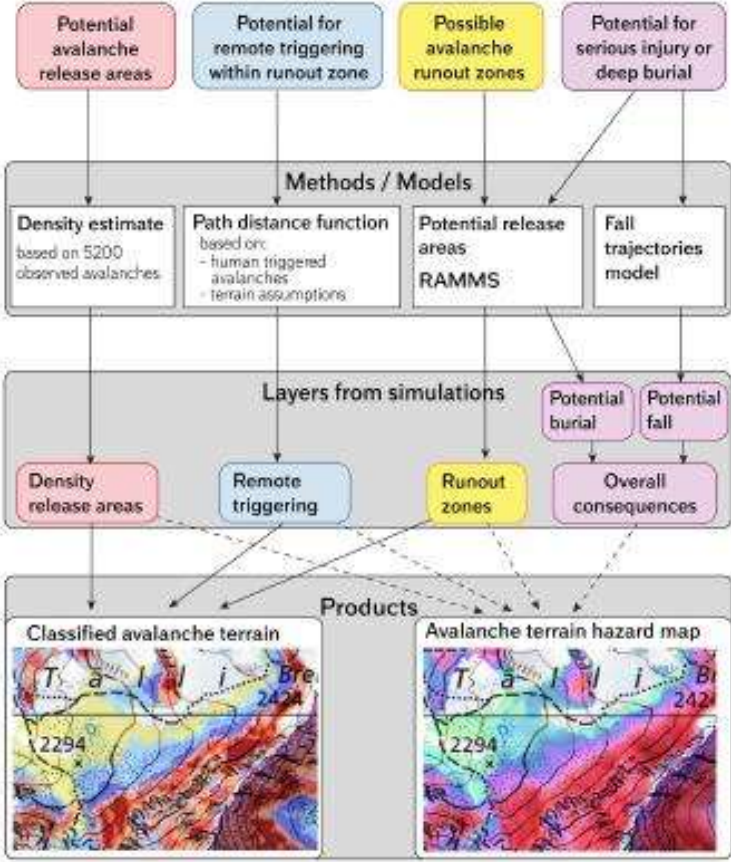 Potential
avalanche
release areas
Potential for
remote triggering
within runout zone
Possible
avalanche
runout zones
Potential for
serious injury or
deep burial
Methods / Models
Density estimate
based on 5200
observed avalanches
Path distance function
based on:
- human triggered
avalanches
- terrain assumptions
Potential release
areas
RAMMS
Fall
trajectories
model
Layers from simulations
Potential
burial
Potential
fall
Density
release areas
Remote
triggering
Runout
zones
Overall
consequences
Products
Classified avalanche terrain
T a l l i
Bre
2424
2294
Avalanche terrain hazard map
T a l l i
B
242
2294